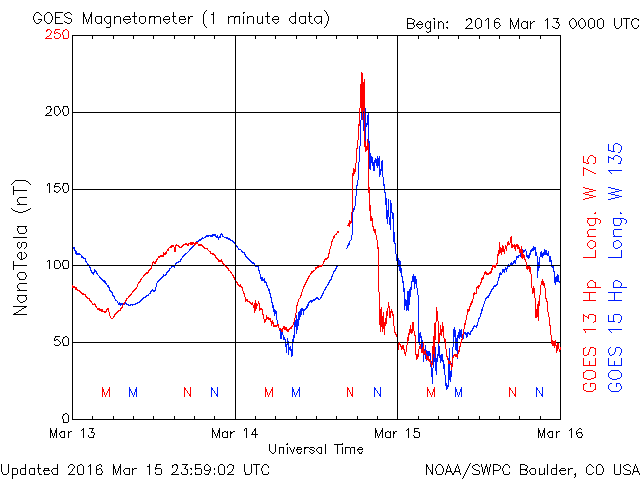 GOES Magnetometer (1 minute data)
Begin: 2016 Mar 13 0000 UTC
250
200
150
100
50
0
NanoTesla (nT)
M M N N M M N N M M N N
Mar 13 Mar 14 Mar 15 Mar 16
Universal Time
GOES 13 Hp Long. W 75
GOES 15 Hp Long. W 135
Updated 2016 Mar 15 23:59:02 UTC
NOAA/SWPC Boulder, CO USA